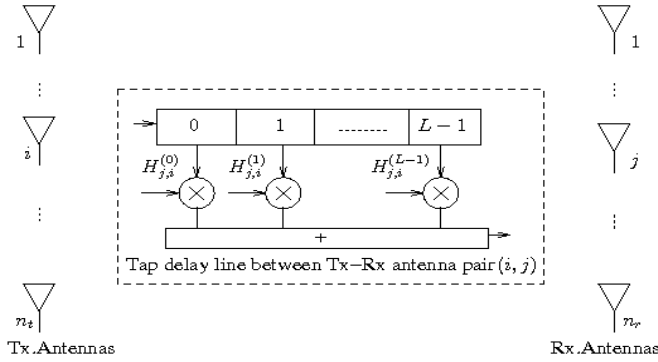 1
1
⋮
⋮
0 1 -------- L−1
i
H_{j,i}^{(0)} H_{j,i}^{(1)} H_{j,i}^{(L−1)}
j
× × ×
⋮
⋮
+
Tap delay line between Tx−Rx antenna pair (i, j)
n_t
n_r
Tx.Antennas
Rx.Antennas